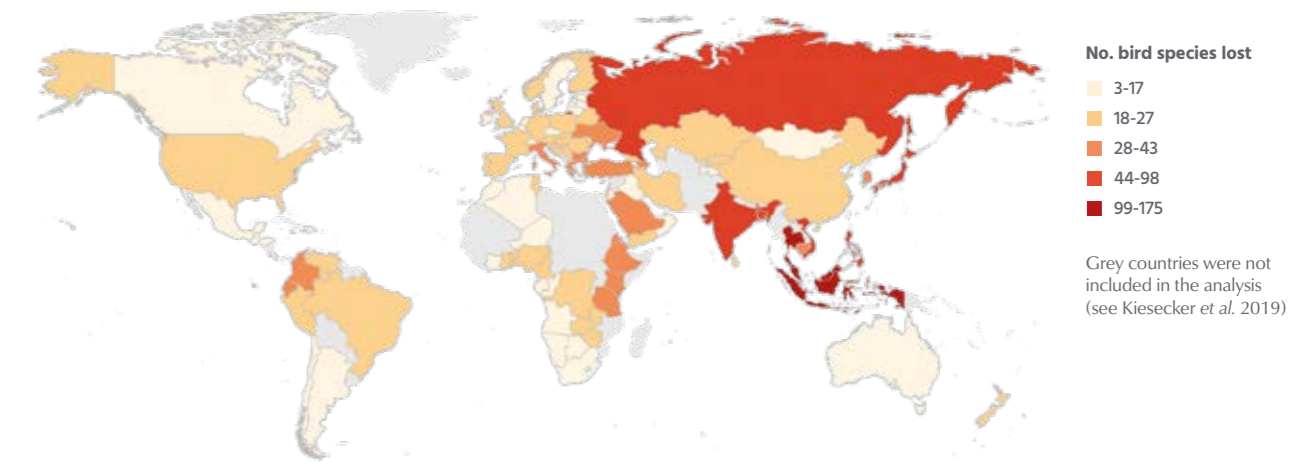 No. bird species lost
3-17
18-27
28-43
44-98
99-175
Grey countries were not
included in the analysis
(see Kiesecker et al. 2019)